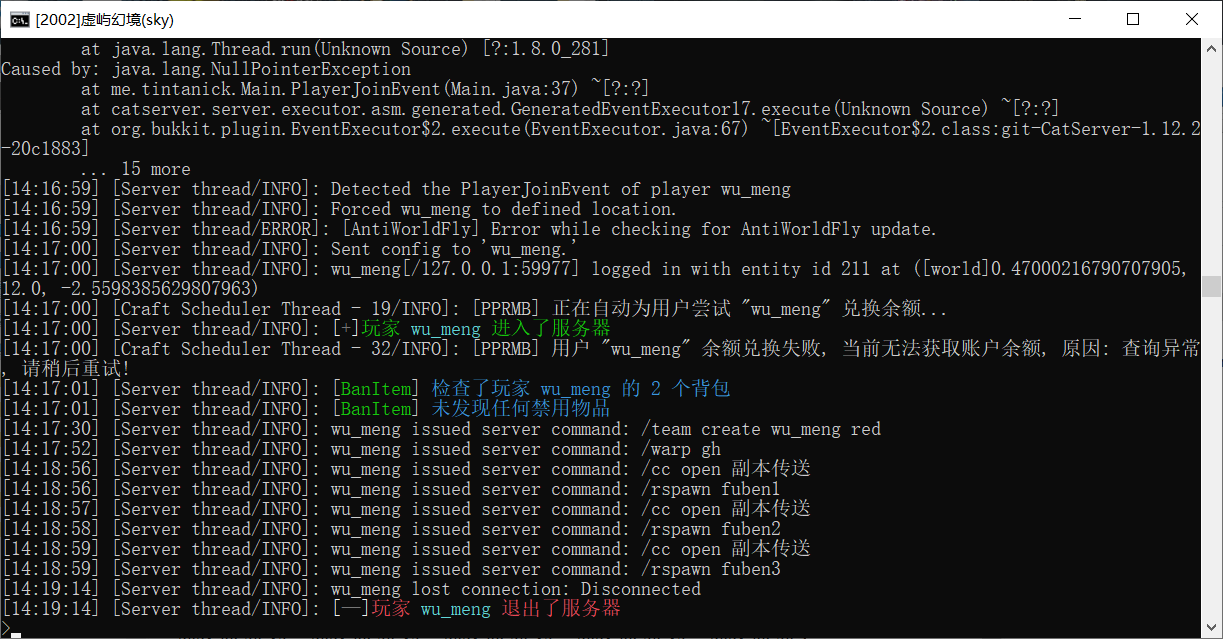 [2002]虚屿幻境(sky)
at java.lang.Thread.run(Unknown Source) [?:1.8.0_281]
Caused by: java.lang.NullPointerException
at me.tintanick.Main.PlayerJoinEvent(Main.java:37) ~[?:?]
at catserver.server.executor.asm.generated.GeneratedEventExecutor17.execute(Unknown Source) ~[?:?]
at org.bukkit.plugin.EventExecutor$2.execute(EventExecutor.java:67) ~[EventExecutor$2.class:git-CatServer-1.12.2
-20c1883]
... 15 more
[14:16:59] [Server thread/INFO]: Detected the PlayerJoinEvent of player wu_meng
[14:16:59] [Server thread/INFO]: Forced wu_meng to defined location.
[14:16:59] [Server thread/ERROR]: [AntiWorldFly] Error while checking for AntiWorldFly update.
[14:17:00] [Server thread/INFO]: Sent config to 'wu_meng.'
[14:17:00] [Server thread/INFO]: wu_meng[/127.0.0.1:59977] logged in with entity id 211 at ([world]0.47000216790707905,
12.0, -2.5598385629807963)
[14:17:00] [Craft Scheduler Thread - 19/INFO]: [PPRMB] 正在自动为用户尝试 "wu_meng" 兑换余额...
[14:17:00] [Server thread/INFO]: [+]玩家 wu_meng 进入了服务器
[14:17:00] [Craft Scheduler Thread - 32/INFO]: [PPRMB] 用户 "wu_meng" 余额兑换失败, 当前无法获取账户余额, 原因: 查询异常
, 请稍后重试!
[14:17:01] [Server thread/INFO]: [BanItem] 检查了玩家 wu_meng 的 2 个背包
[14:17:01] [Server thread/INFO]: [BanItem] 未发现任何禁用物品
[14:17:30] [Server thread/INFO]: wu_meng issued server command: /team create wu_meng red
[14:17:52] [Server thread/INFO]: wu_meng issued server command: /warp gh
[14:18:56] [Server thread/INFO]: wu_meng issued server command: /cc open 副本传送
[14:18:56] [Server thread/INFO]: wu_meng issued server command: /rspawn fuben1
[14:18:57] [Server thread/INFO]: wu_meng issued server command: /cc open 副本传送
[14:18:58] [Server thread/INFO]: wu_meng issued server command: /rspawn fuben2
[14:18:59] [Server thread/INFO]: wu_meng issued server command: /cc open 副本传送
[14:18:59] [Server thread/INFO]: wu_meng issued server command: /rspawn fuben3
[14:19:14] [Server thread/INFO]: wu_meng lost connection: Disconnected
[14:19:14] [Server thread/INFO]: [—]玩家 wu_meng 退出了服务器
>